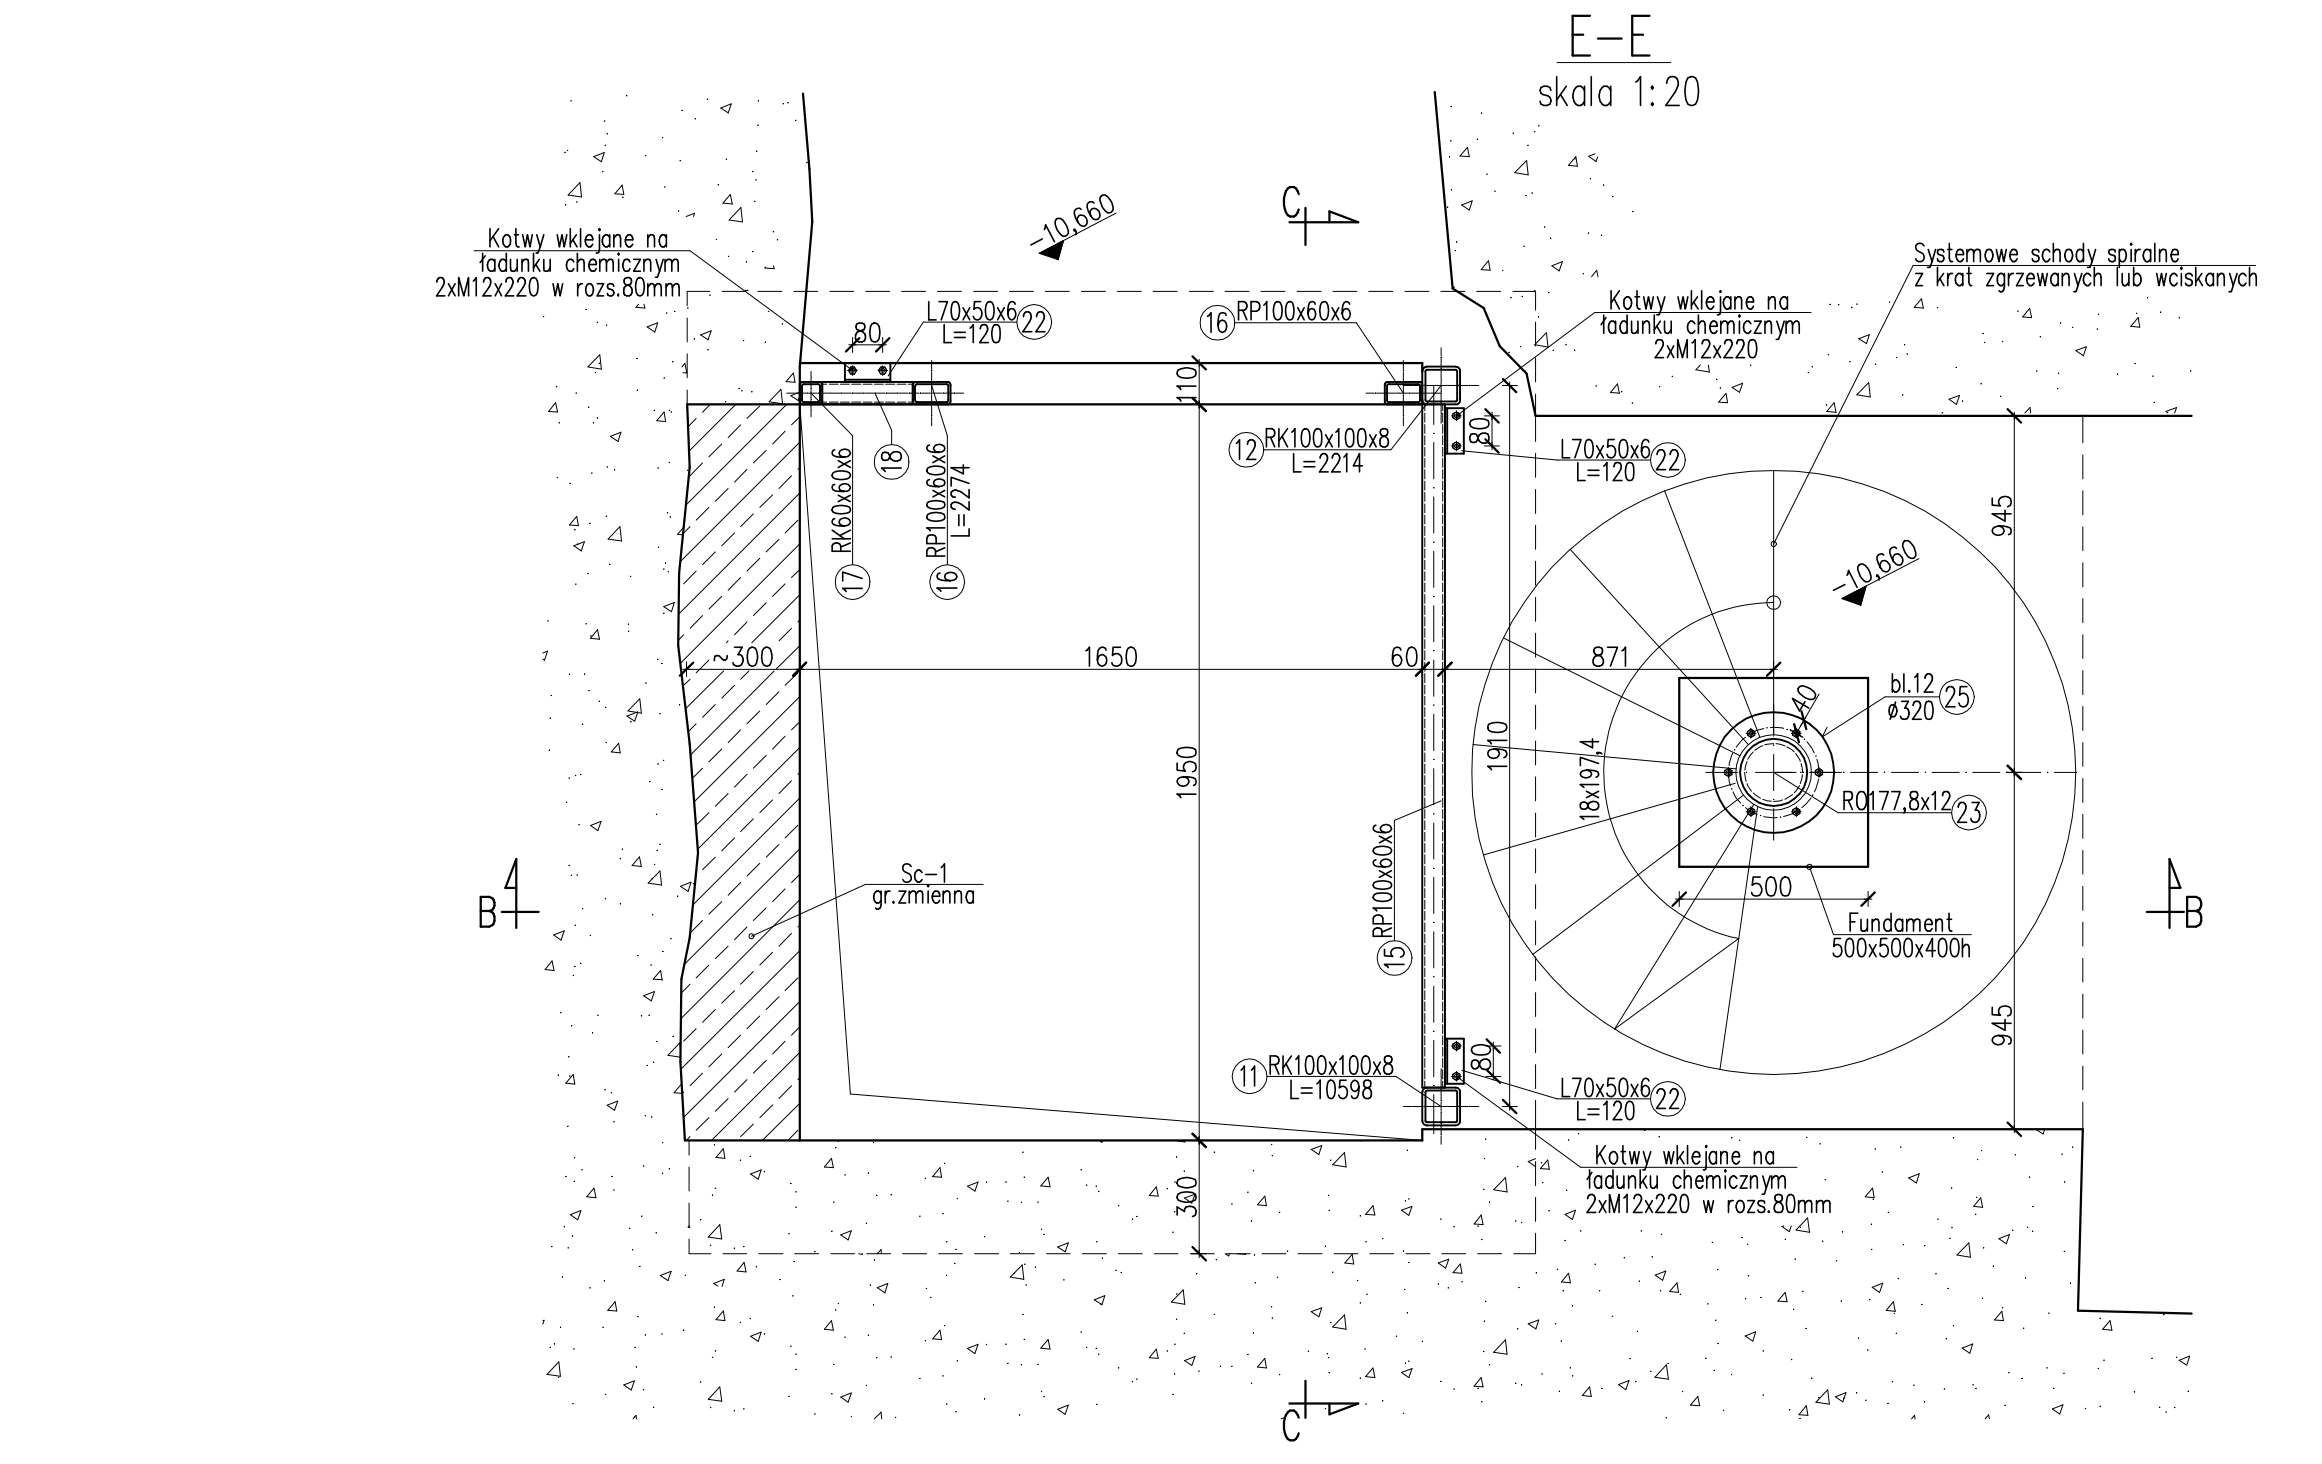 E-E
skala 1:20
C
-10,660
Kotwy wklejane na
ładunku chemicznym
2xM12x220 w rozs.80mm
Systemowe schody spiralne
z krat zgrzewanych lub wciskanych
Kotwy wklejane na
ładunku chemicznym
2xM12x220
80
L70x50x6
L=120
22
16
RP100x60x6
110
12
RK100x100x8
L=2214
80
L70x50x6
L=120
22
RK60x60x6
17
18
RP100x60x6
L=2274
16
945
-10,660
~300
1650
60
871
bl.12
ø320
25
40
1950
1910
18x197,4
RO177,8x12
23
RP100x60x6
15
Sc-1
gr.zmienna
500
B
B
Fundament
500x500x400h
945
11
RK100x100x8
L=10598
80
L70x50x6
L=120
22
Kotwy wklejane na
ładunku chemicznym
2xM12x220 w rozs.80mm
300
C